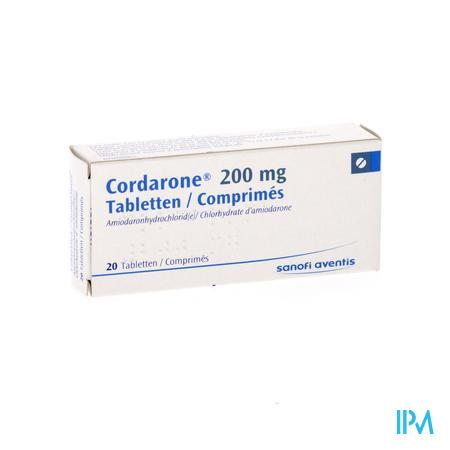 Cordarone® 200 mg
Tabletten / Comprimés
Amiodaronhydrochlorid(e)/ Chlorhydrate d'amiodarone
20 Tabletten / Comprimés
sanofi aventis
IPM